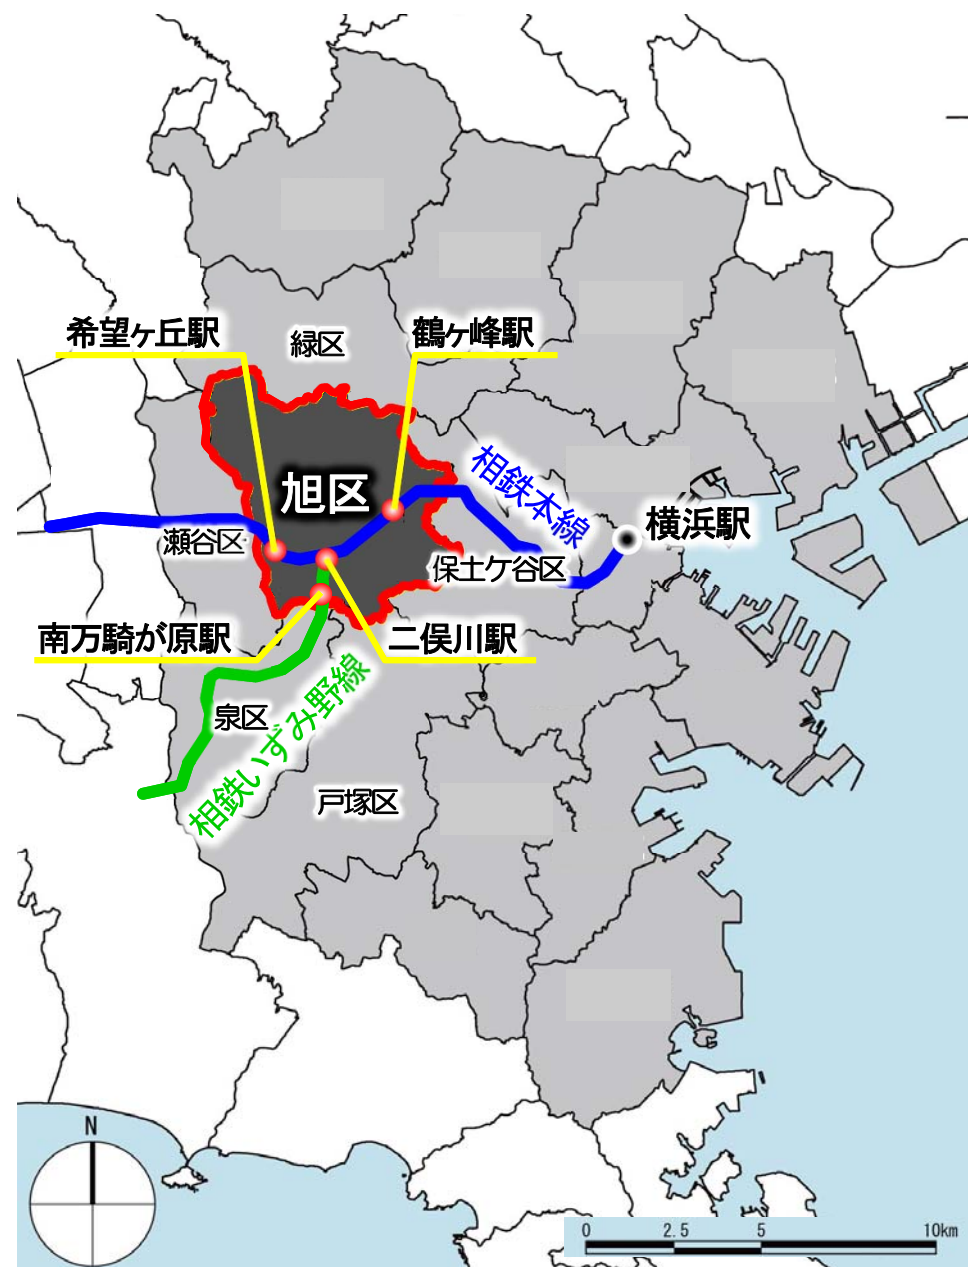 希望ヶ丘駅
緑区
鶴ヶ峰駅
旭区
相鉄本線
横浜駅
瀬谷区
保土ケ谷区
南万騎が原駅
二俣川駅
泉区
相鉄いずみ野線
戸塚区
N
0 2.5 5 10km